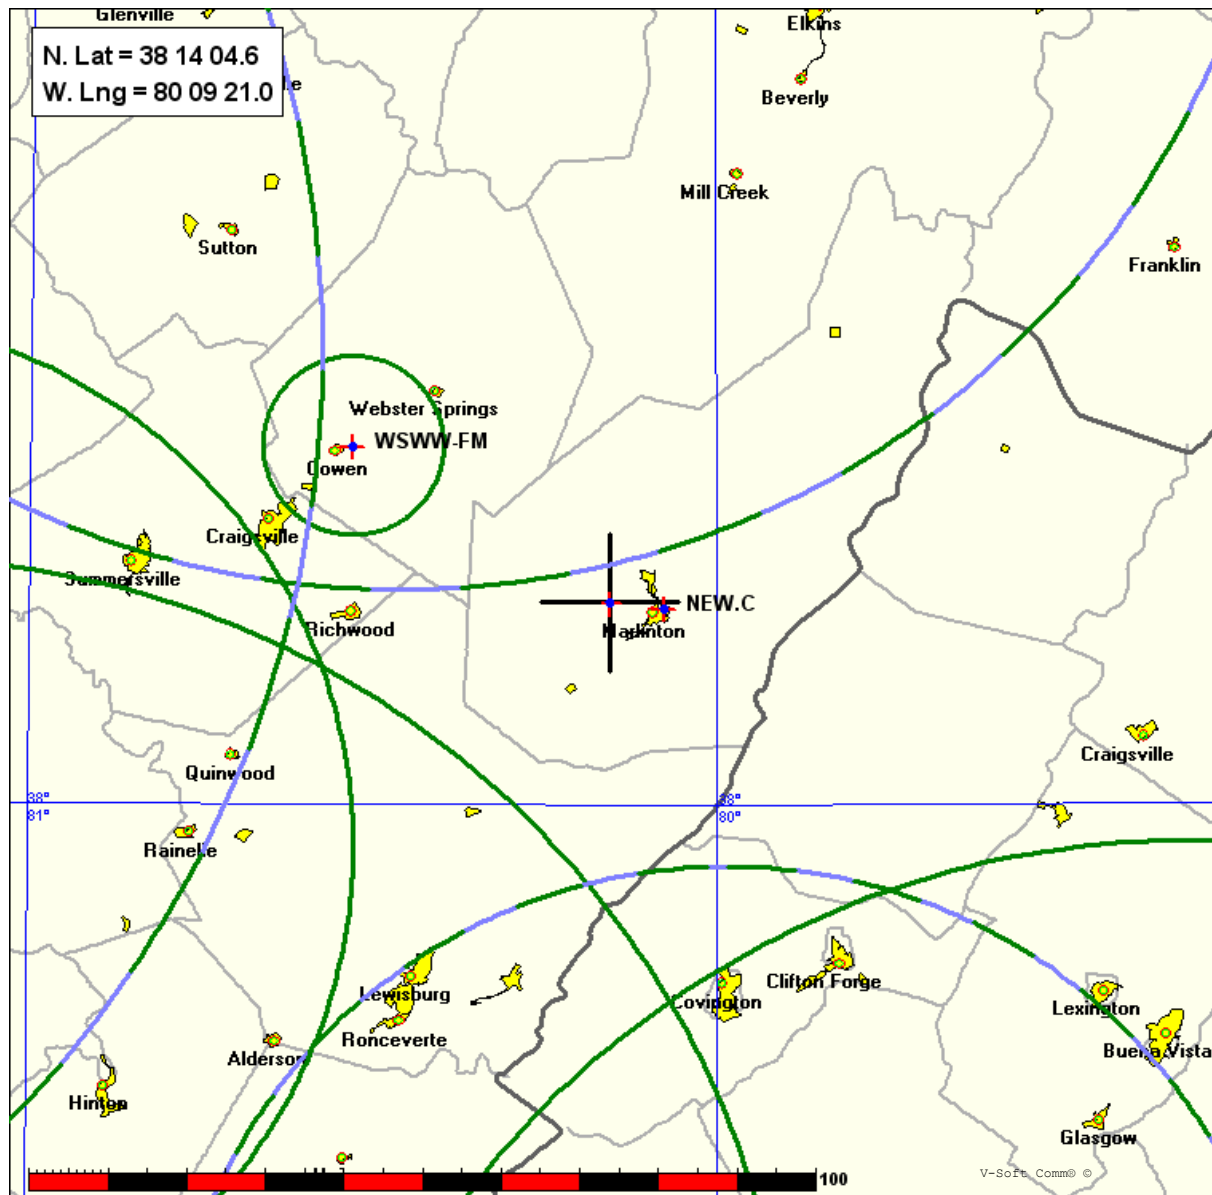 Glenville
Elkins
N. Lat = 38 14 04.6
W. Lng = 80 09 21.0
Beverly
Mill Creek
Sutton
Franklin
Webster Springs
WSWW-FM
Cowen
Craigsville
Summersville
NEW.C
Richwood
Marlinton
Craigsville
Quinwood
38°
81°
38°
80°
Rainelle
Clifton Forge
Lewisburg
Covington
Lexington
Ronceverte
Alderson
Buena Vista
Hinton
Glasgow
100
V-Soft Comm® ©